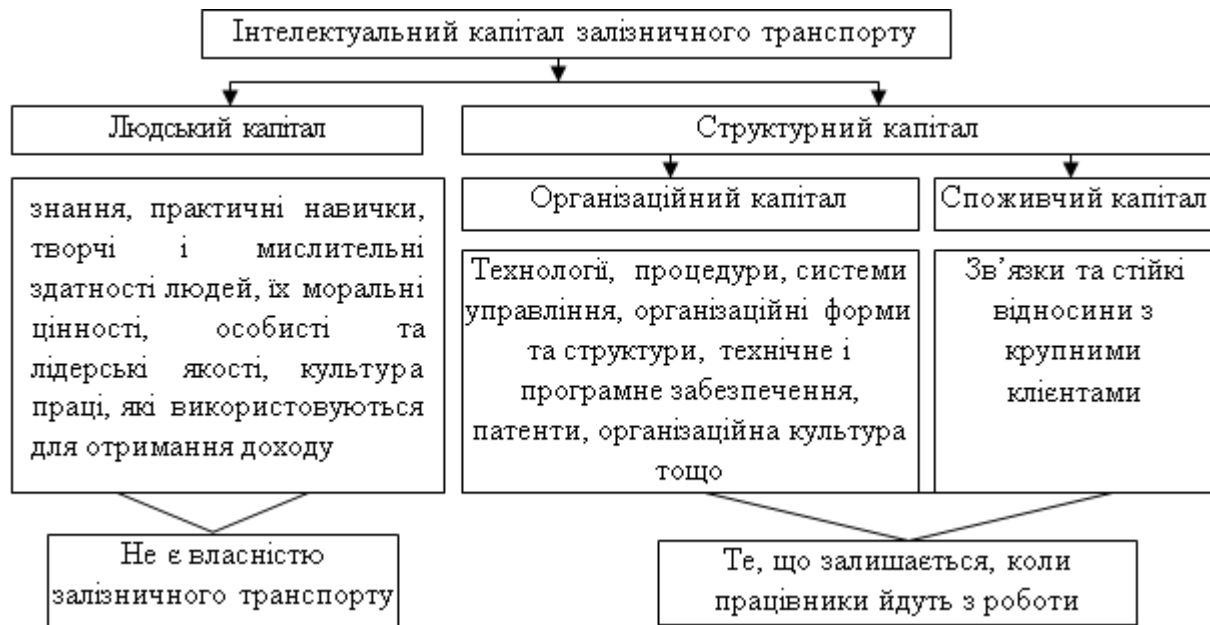 Інтелектуальний капітал залізничного транспорту
Людський капітал
Структурний капітал
знання, практичні навички,
творчі і мислительні
здатності людей, їх моральні
цінності, особисті та
лідерські якості, культура
праці, які використовуються
для отримання доходу
Організаційний капітал
Споживчий капітал
Технології, процедури, системи
управління, організаційні форми
та структури, технічне і
програмне забезпечення,
патенти, організаційна культура
тощо
Зв’язки та стійкі
відносини з
крупними
клієнтами
Не є власністю
залізничного транспорту
Те, що залишається, коли
працівники йдуть з роботи